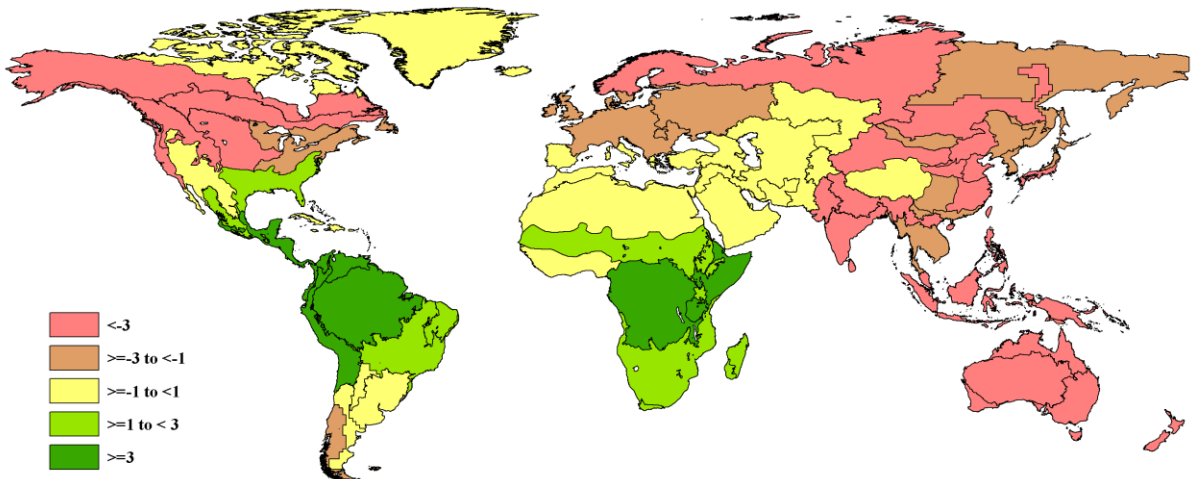 <-3
>=-3 to <-1
>=-1 to <1
>=1 to < 3
>=3